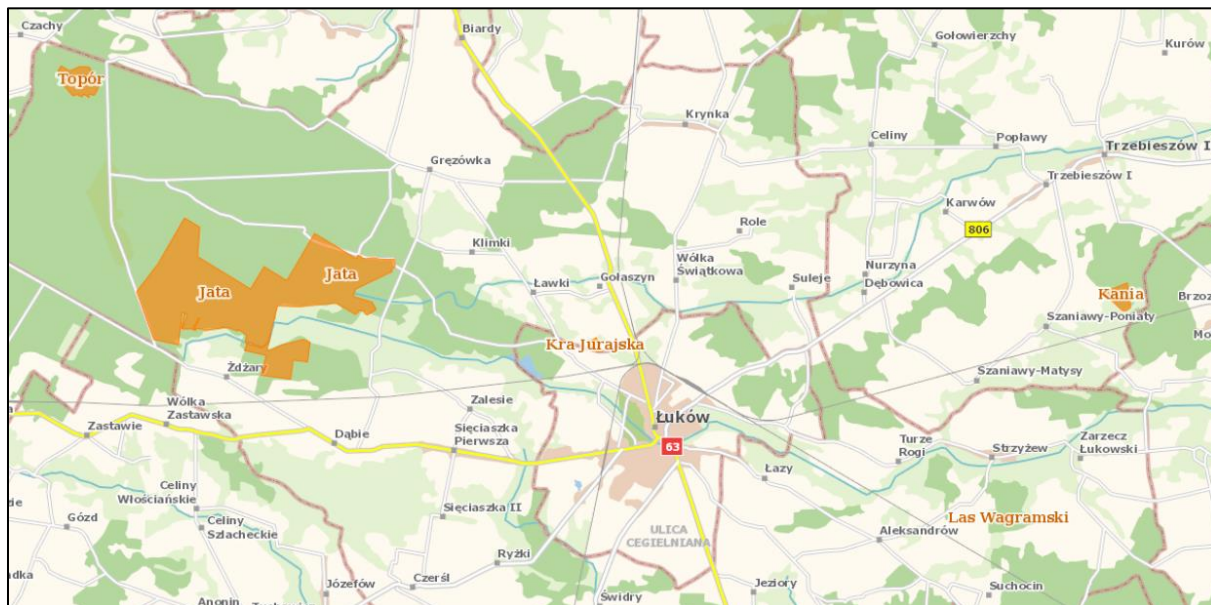 Czachy
Biardy
Gołowierzchy
Kurów
Topór
Krynka
Celiny
Popławy
Trzebieszów I
Gręzówka
Trzebieszów I
Karwów
Role
806
Klimki
Wólka
Świątkowa
Nurzyna
Dębowica
Suleje
Jata
Jata
Ławki
Gołaszyn
Kania
Brzoz
Szaniawy-Poniaty
Mo
Kra Jurajska
Żdżary
Szaniawy-Matysy
Zalesie
Wólka
Zastawska
Zastawie
Dąbie
Sięciaszka
Pierwsza
Łuków
63
Turze
Rogi
Strzyżew
Zarzecz
Łukowski
Łazy
Celiny
Włościańskie
Sięciaszka II
Las Wagramski
Gózd
Celiny
Szlacheckie
ULICA
CEGIELNIANA
Aleksandrów
Ryżki
Józefów
Czerśl
Jeziory
Suchocin
Anonin
Świdry